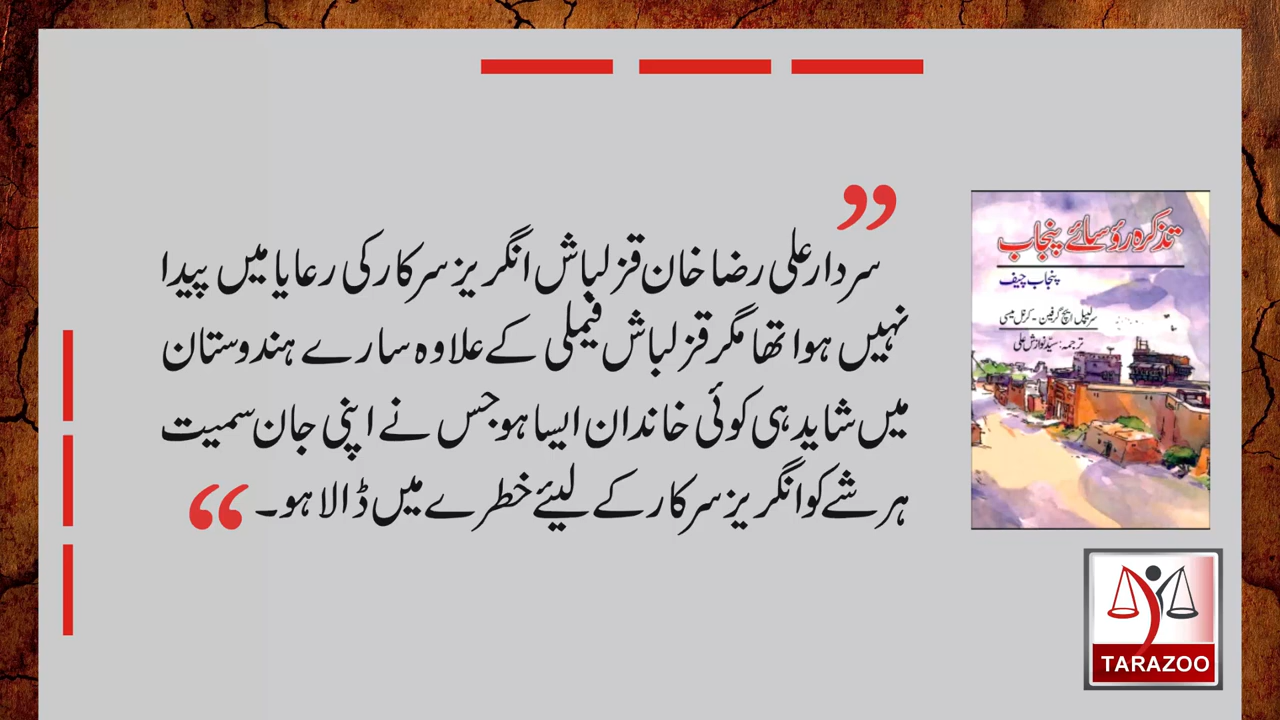 ”
سردار علی رضا خان قزلباش انگریز سرکار کی رعایا میں پیدا
نہیں ہوا تھا مگر قزلباش فیملی کے علاوہ سارے ہندوستان
میں شاید ہی کوئی خاندان ایسا ہو جس نے اپنی جان سمیت
ہر شے کو انگریز سرکار کے لیئے خطرے میں ڈالا ہو۔ “
تذکرہ رؤسائے پنجاب
پنجاب چیف
سر لیپل ایچ گرفین - کرنل میسی
ترجمہ: سیّد نوازش علی
TARAZOO